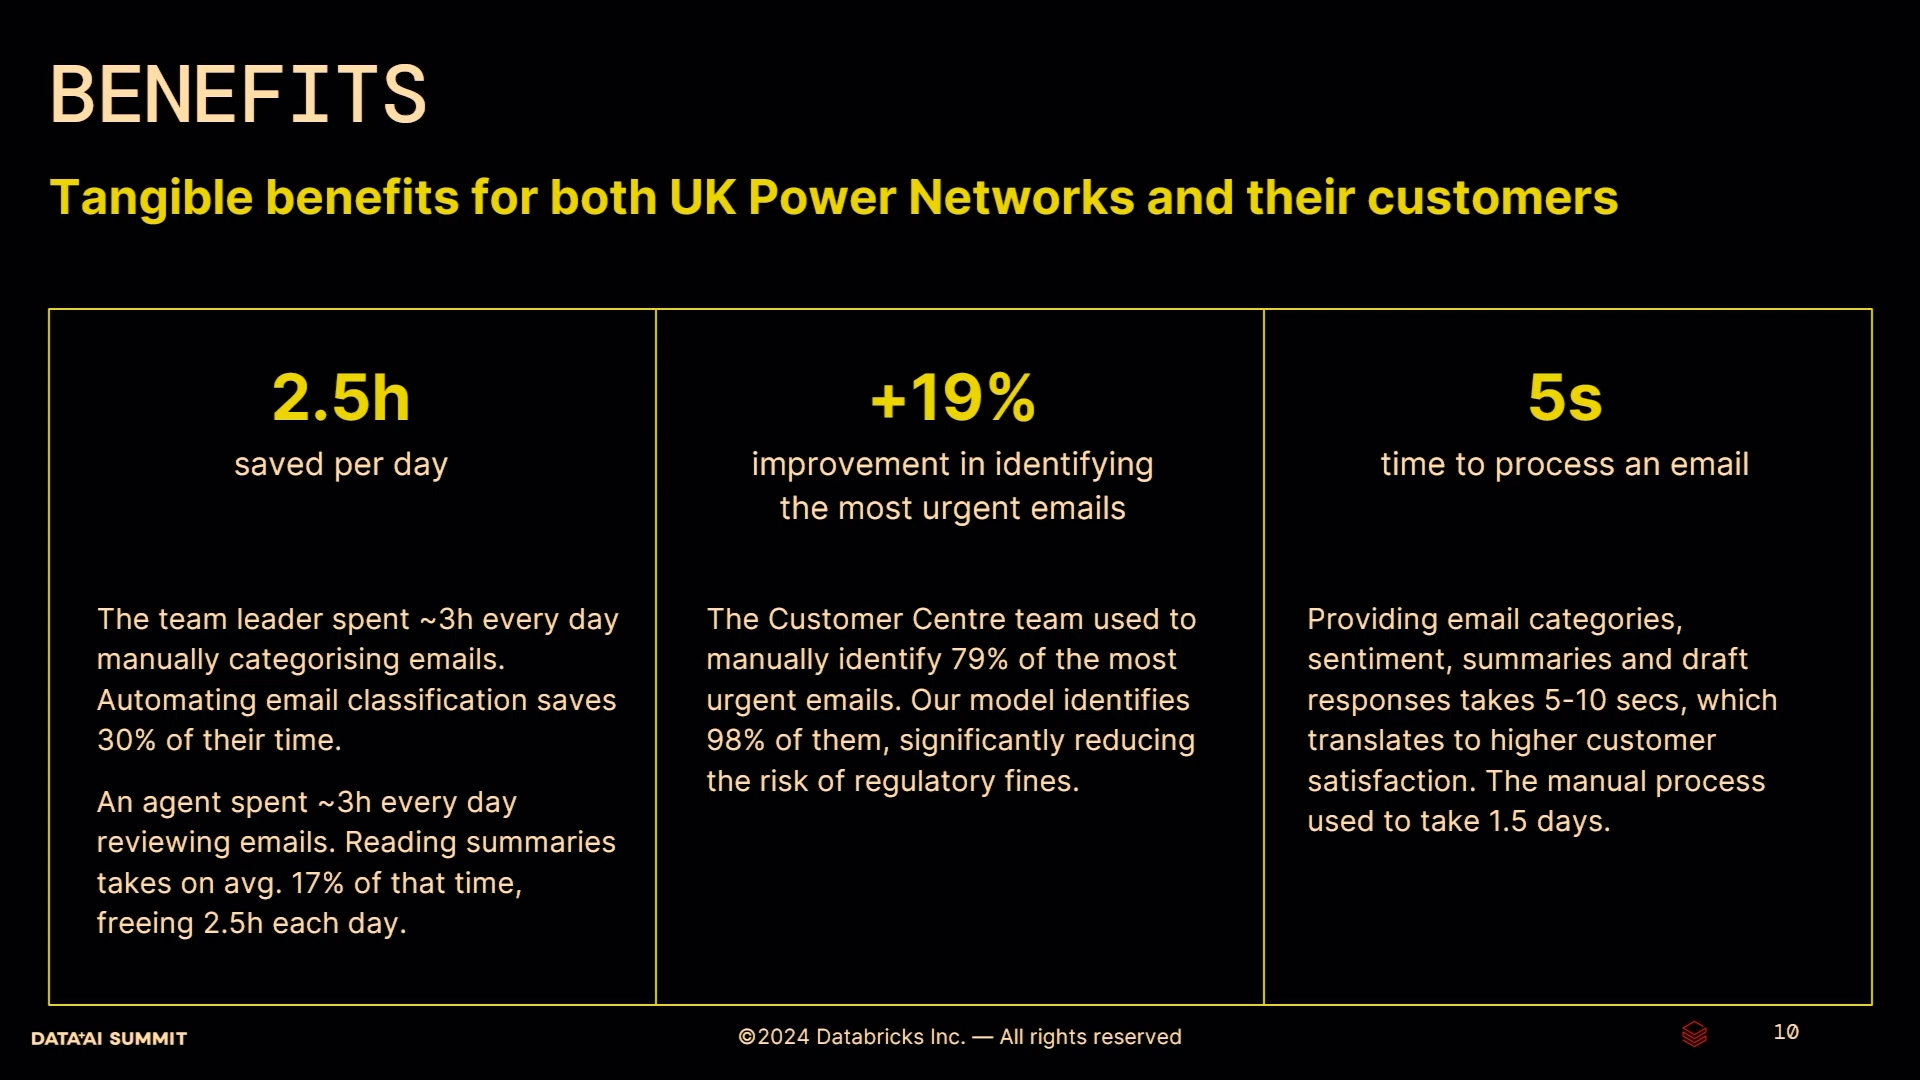 BENEFITS
Tangible benefits for both UK Power Networks and their customers
2.5h
saved per day
The team leader spent ~3h every day
manually categorising emails.
Automating email classification saves
30% of their time.
An agent spent ~3h every day
reviewing emails. Reading summaries
takes on avg. 17% of that time,
freeing 2.5h each day.
+19%
improvement in identifying
the most urgent emails
The Customer Centre team used to
manually identify 79% of the most
urgent emails. Our model identifies
98% of them, significantly reducing
the risk of regulatory fines.
5s
time to process an email
Providing email categories,
sentiment, summaries and draft
responses takes 5-10 secs, which
translates to higher customer
satisfaction. The manual process
used to take 1.5 days.
DATA+AI SUMMIT
©2024 Databricks Inc. — All rights reserved
10